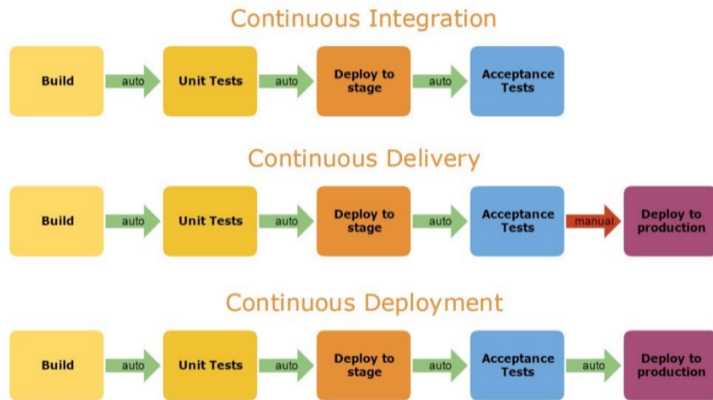 Continuous Integration
Build
auto
Unit Tests
auto
Deploy to
stage
auto
Acceptance
Tests
Continuous Delivery
Build
auto
Unit Tests
auto
Deploy to
stage
auto
Acceptance
Tests
manual
Deploy to
production
Continuous Deployment
Build
auto
Unit Tests
auto
Deploy to
stage
auto
Acceptance
Tests
auto
Deploy to
production